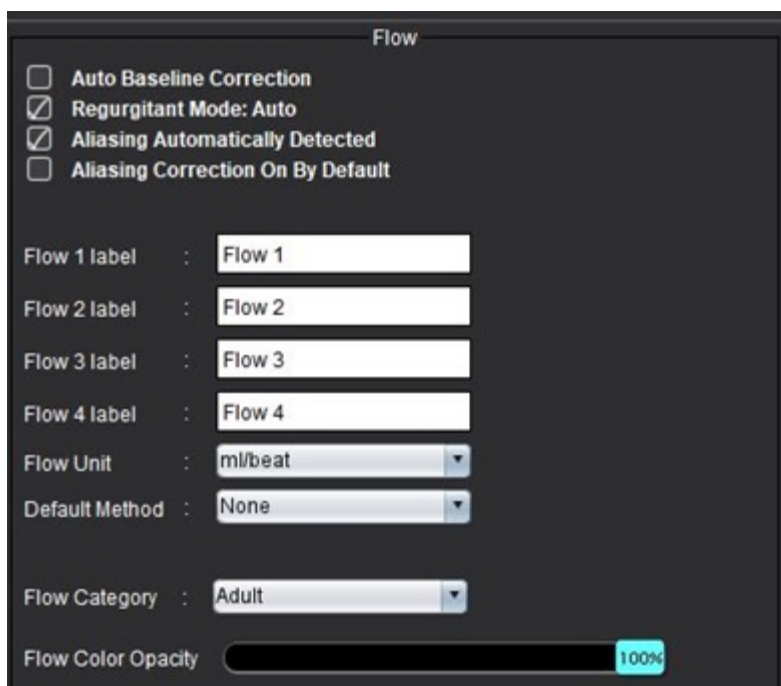 Flow
Auto Baseline Correction
Regurgitant Mode: Auto
Aliasing Automatically Detected
Aliasing Correction On By Default
Flow 1 label : Flow 1
Flow 2 label : Flow 2
Flow 3 label : Flow 3
Flow 4 label : Flow 4
Flow Unit : ml/beat
Default Method : None
Flow Category : Adult
Flow Color Opacity 100%